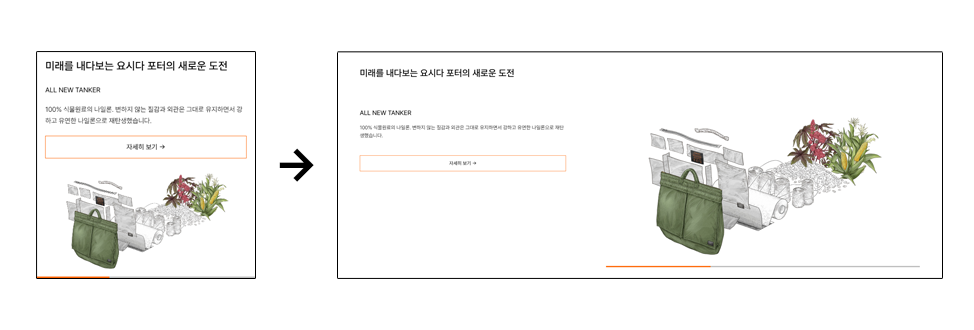 미래를 내다보는 요시다 포터의 새로운 도전
ALL NEW TANKER
100% 식물원료의 나일론. 변하지 않는 질감과 외관은 그대로 유지하면서 강
하고 유연한 나일론으로 재탄생했습니다.
자세히 보기 →
미래를 내다보는 요시다 포터의 새로운 도전
ALL NEW TANKER
100% 식물원료의 나일론. 변하지 않는 질감과 외관은 그대로 유지하면서 강하고 유연한 나일론으로 재탄
생했습니다.
자세히 보기 →